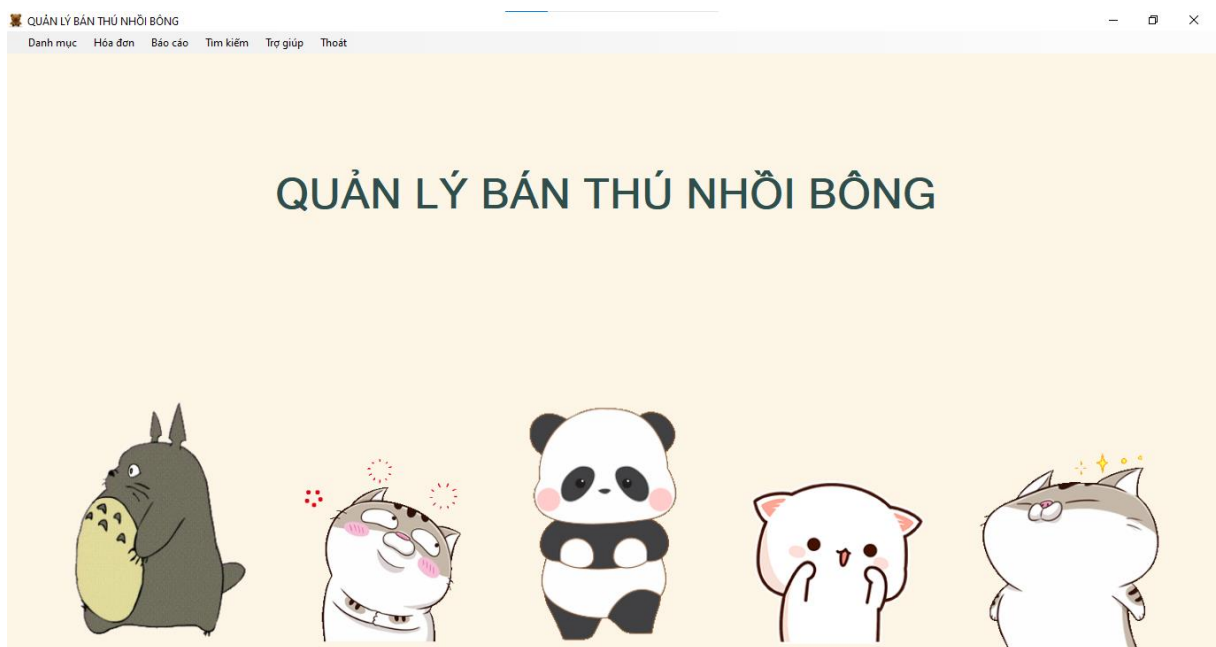 QUẢN LÝ BÁN THÚ NHỒI BÔNG
Danh mục Hóa đơn Báo cáo Tìm kiếm Trợ giúp Thoát
QUẢN LÝ BÁN THÚ NHỒI BÔNG